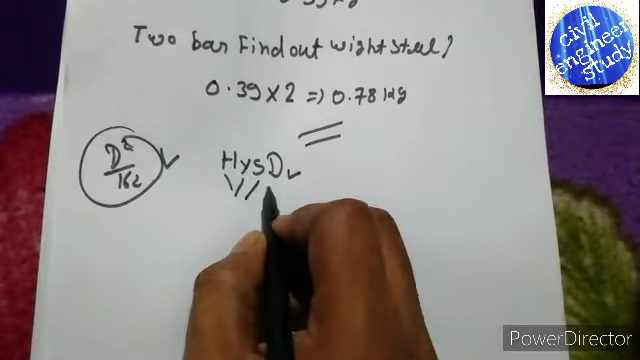 Two bar Find out wight steel?
0.39 × 2 => 0.78 kg
D²/162
HYSD
civil
engineer
study
PowerDirector